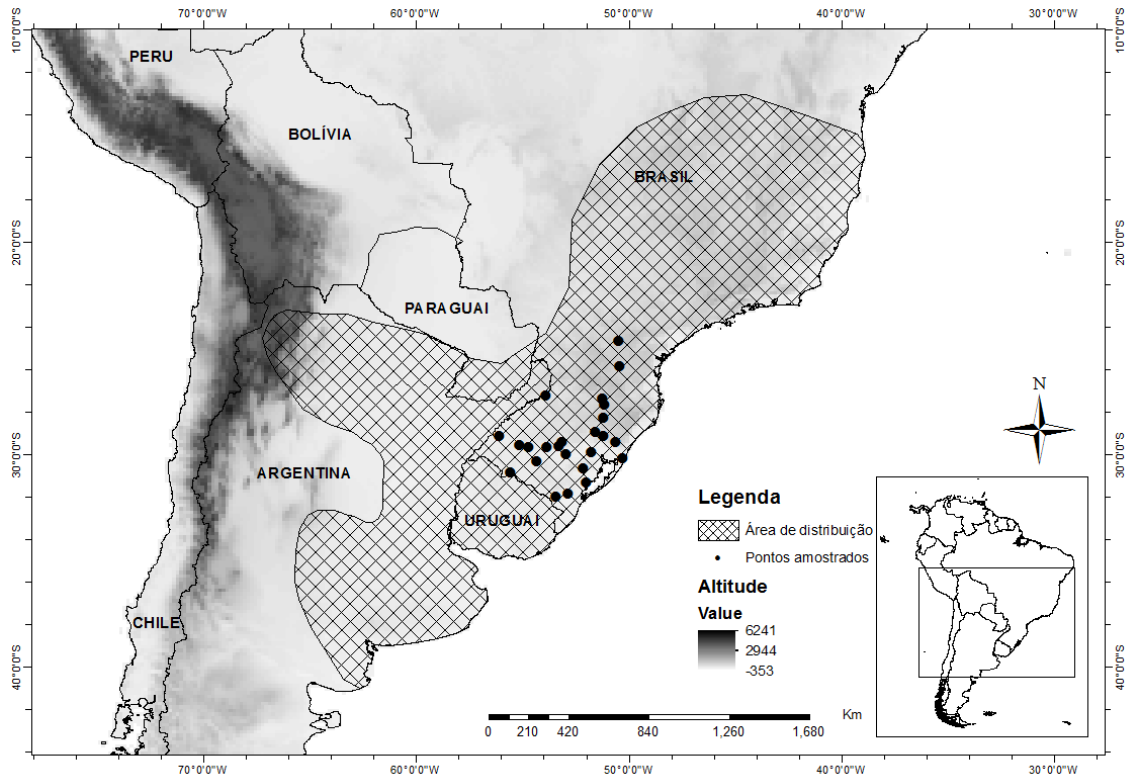 70°0'0"W 60°0'0"W 50°0'0"W 40°0'0"W 30°0'0"W
10°0'0"S 10°0'0"S
PERU
BOLÍVIA
BRASIL
20°0'0"S 20°0'0"S
PARAGUAI
N
30°0'0"S 30°0'0"S
ARGENTINA
URUGUAI
Legenda
Área de distribuição
Pontos amostrados
Altitude
Value
6241
2944
-353
CHILE
40°0'0"S 40°0'0"S
Km
0 210 420 840 1,260 1,680
70°0'0"W 60°0'0"W 50°0'0"W 40°0'0"W 30°0'0"W